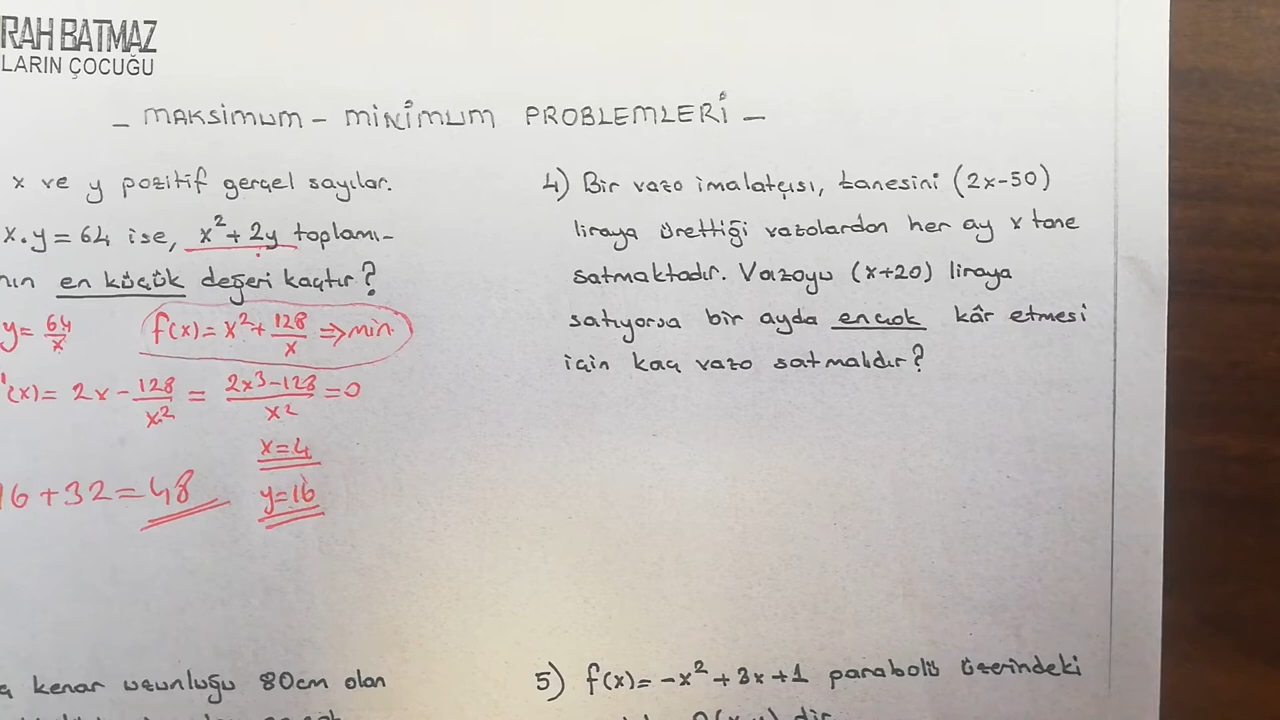 RAH BATMAZ
LARIN ÇOCUĞU
- MAKSİMUM - MİNİMUM PROBLEMLERİ -
x ve y pozitif gerçel sayılar.
x.y = 64 ise, x²+2y toplamı-
nın en küçük değeri kaçtır?
y = 64/x f(x) = x² + 128/x ⇒ min.
'(x) = 2x - 128/x² = 2x³-128/x² = 0
x=4
16 + 32 = 48 y=16
kenar uzunluğu 80cm olan
4) Bir vazo imalatçısı, tanesini (2x-50)
liraya ürettiği vazolardan her ay x tane
satmaktadır. Vazoyu (x+20) liraya
satıyorsa bir ayda en çok kâr etmesi
için kaç vazo satmalıdır?
5) f(x) = -x² + 3x + 1 parabolü üzerindeki